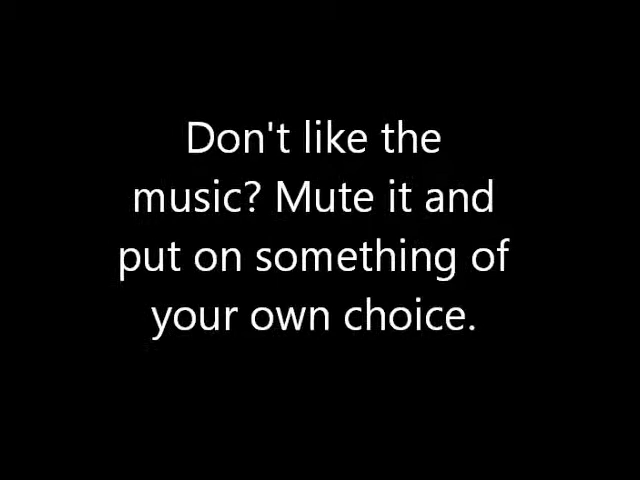 Don't like the
music? Mute it and
put on something of
your own choice.